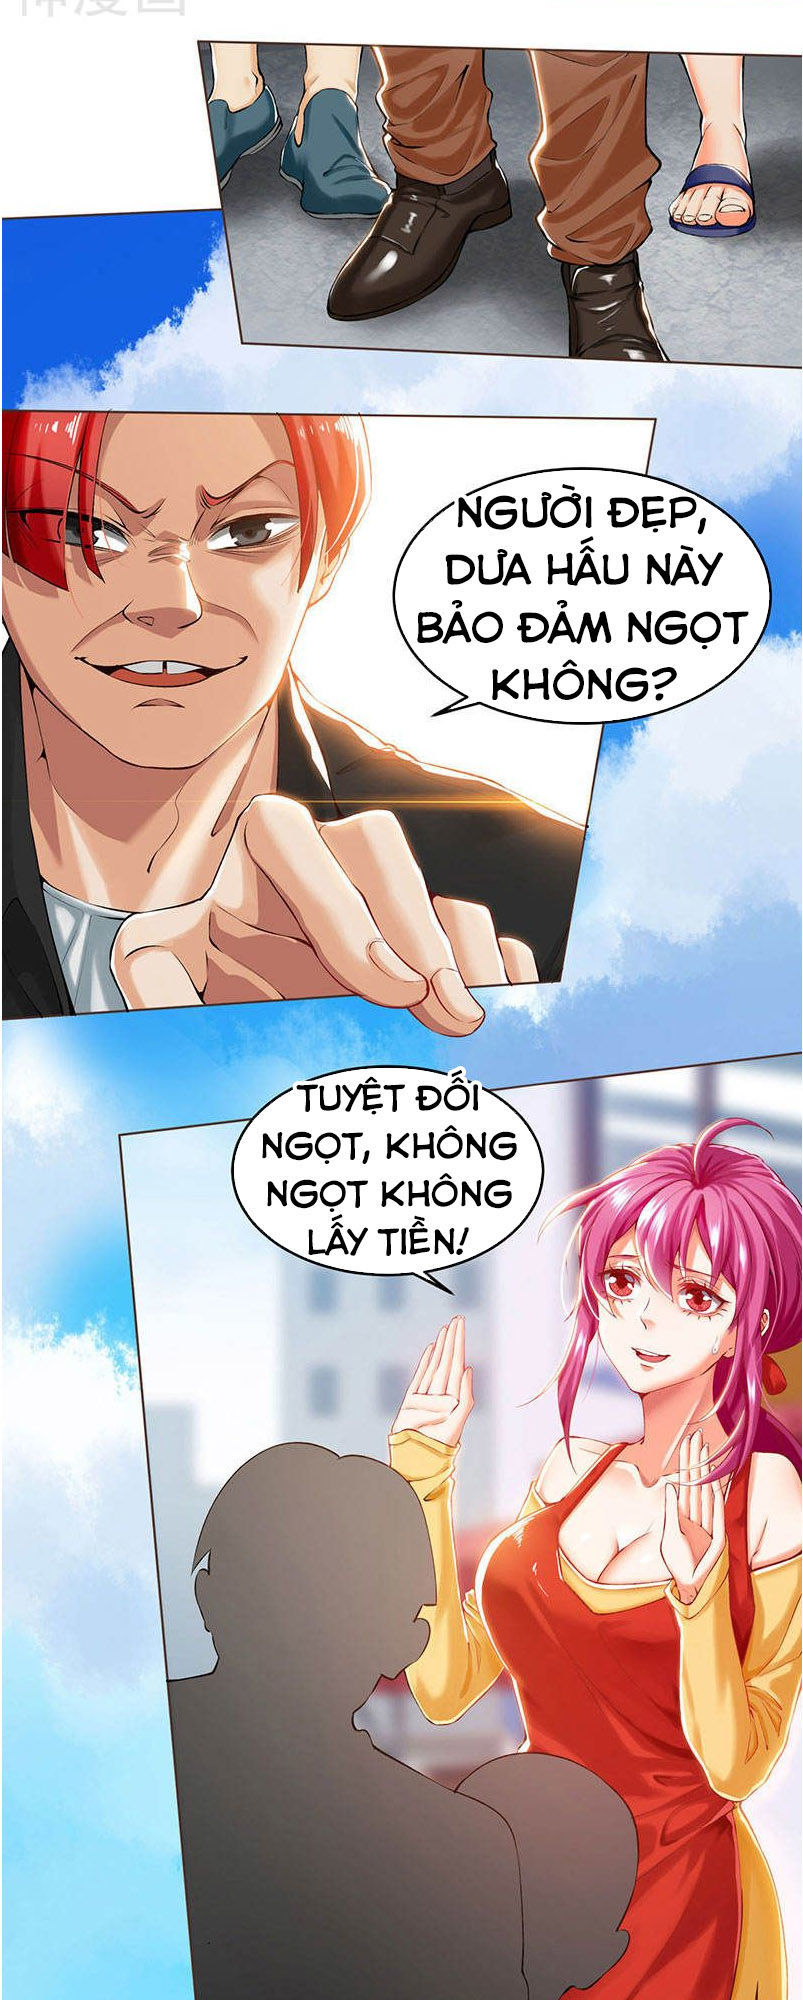 NGƯỜI ĐẸP,
DƯA HẤU NÀY
BẢO ĐẢM NGỌT
KHÔNG?
TUYỆT ĐỐI
NGỌT, KHÔNG
NGỌT KHÔNG
LẤY TIỀN!